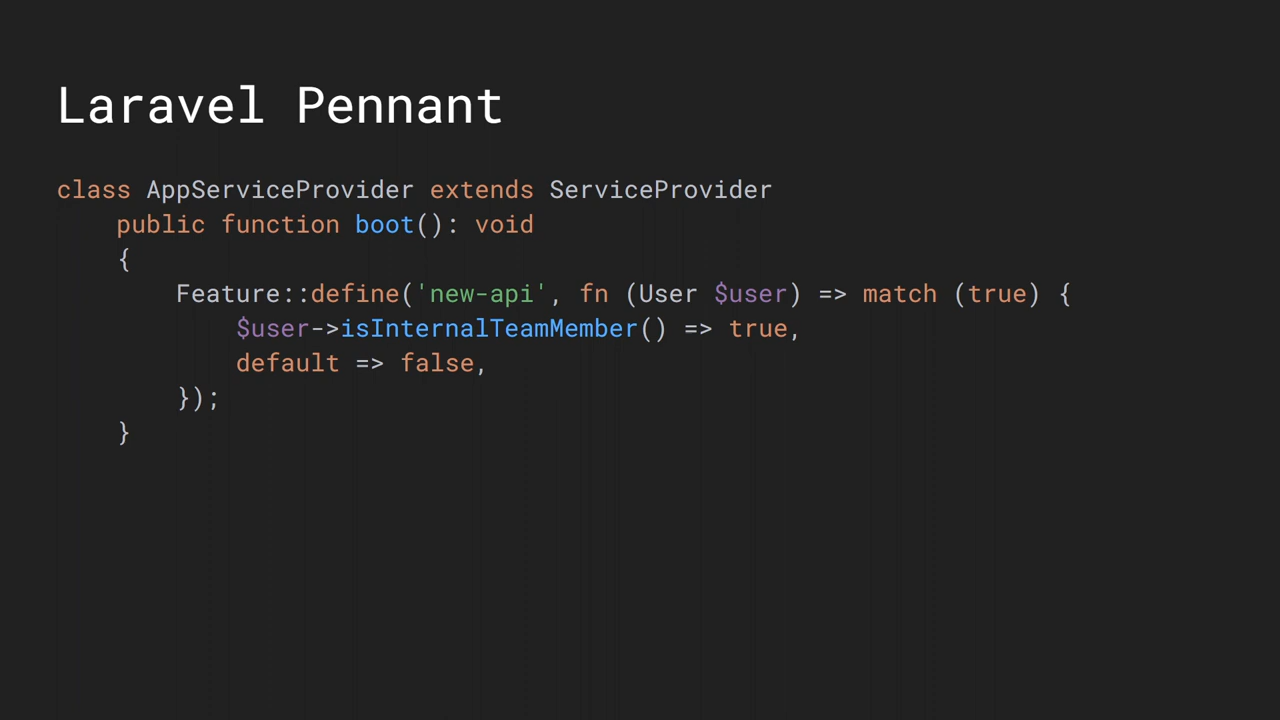 Laravel Pennant
class AppServiceProvider extends ServiceProvider
    public function boot(): void
    {
        Feature::define('new-api', fn (User $user) => match (true) {
            $user->isInternalTeamMember() => true,
            default => false,
        });
    }